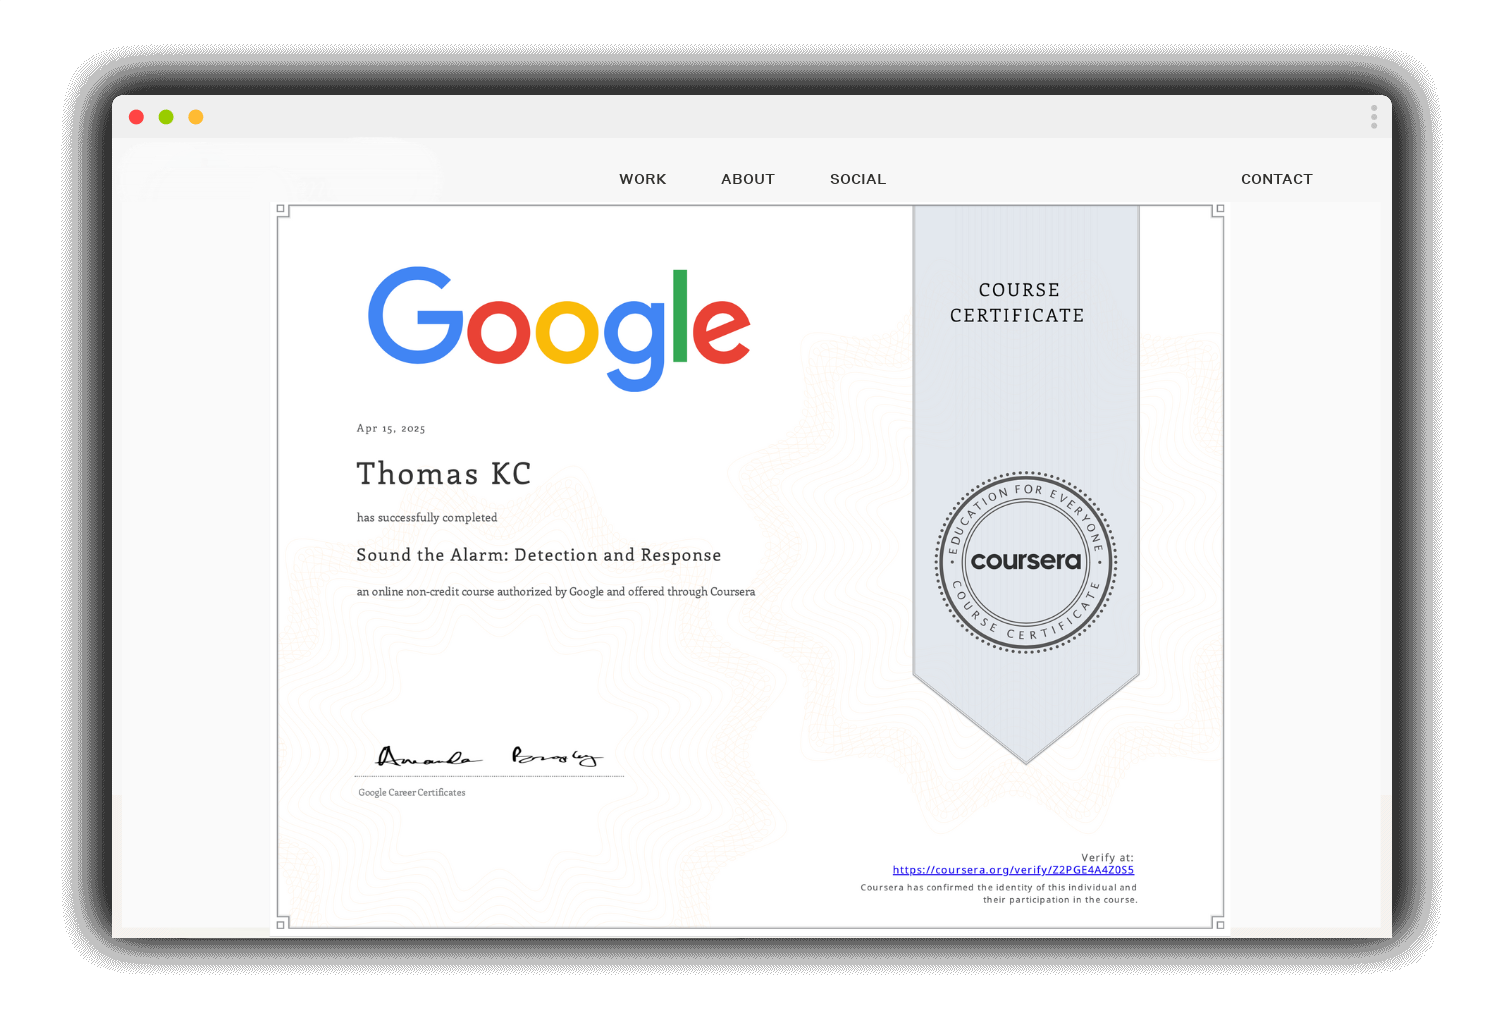 WORK ABOUT SOCIAL CONTACT
Google
COURSE
CERTIFICATE
Apr 15, 2025
Thomas KC
has successfully completed
Sound the Alarm: Detection and Response
an online non-credit course authorized by Google and offered through Coursera
EDUCATION FOR EVERYONE
coursera
COURSE CERTIFICATE
Amanda Brophy
Google Career Certificates
Verify at:
https://coursera.org/verify/Z2PGE4A4Z0S5
Coursera has confirmed the identity of this individual and
their participation in the course.